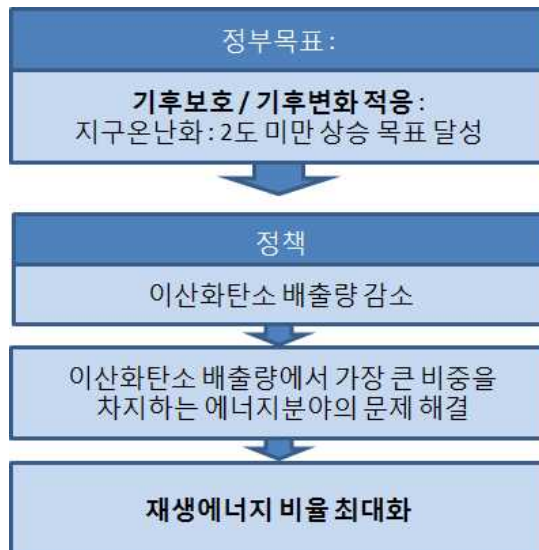 정부목표 :
기후보호 / 기후변화 적응 :
지구온난화 : 2도 미만 상승 목표 달성
정책
이산화탄소 배출량 감소
이산화탄소 배출량에서 가장 큰 비중을
차지하는 에너지분야의 문제 해결
재생에너지 비율 최대화